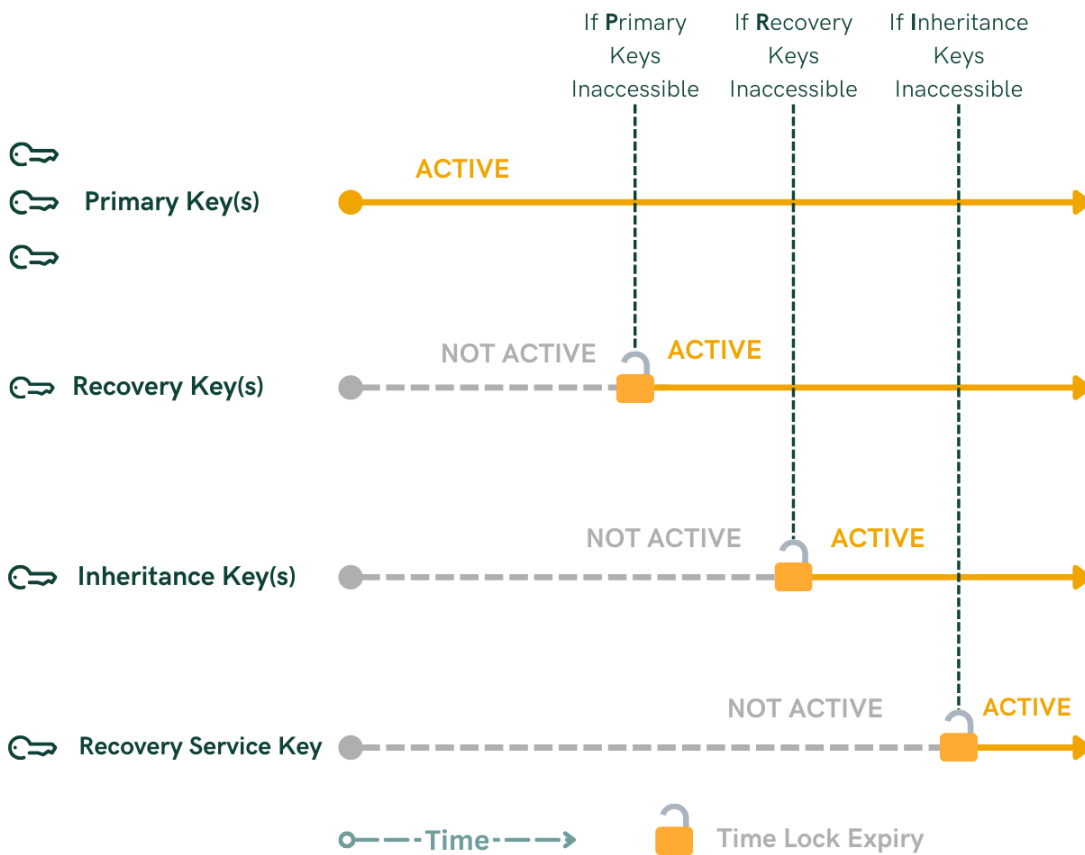 If Primary
Keys
Inaccessible
If Recovery
Keys
Inaccessible
If Inheritance
Keys
Inaccessible
ACTIVE
Primary Key(s)
NOT ACTIVE
ACTIVE
Recovery Key(s)
NOT ACTIVE
ACTIVE
Inheritance Key(s)
NOT ACTIVE
ACTIVE
Recovery Service Key
Time
Time Lock Expiry